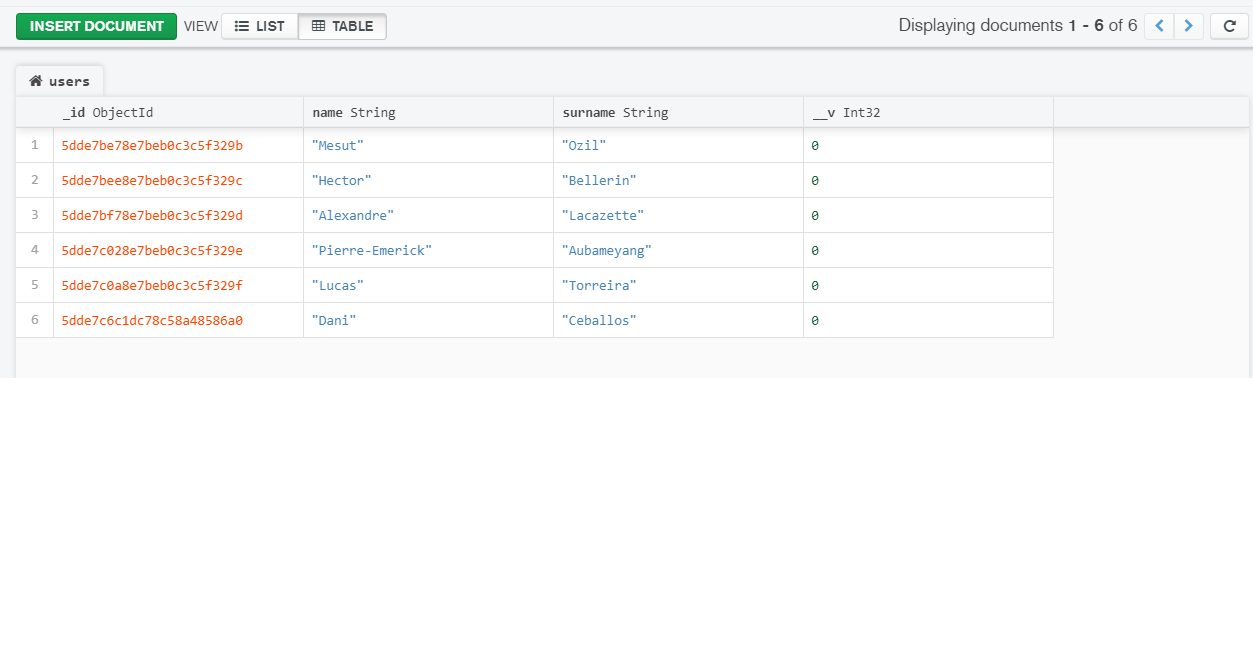 INSERT DOCUMENT VIEW LIST TABLE Displaying documents 1 - 6 of 6
users
_id ObjectId name String surname String __v Int32
1 5dde7be78e7beb0c3c5f329b "Mesut" "Ozil" 0
2 5dde7bee8e7beb0c3c5f329c "Hector" "Bellerin" 0
3 5dde7bf78e7beb0c3c5f329d "Alexandre" "Lacazette" 0
4 5dde7c028e7beb0c3c5f329e "Pierre-Emerick" "Aubameyang" 0
5 5dde7c0a8e7beb0c3c5f329f "Lucas" "Torreira" 0
6 5dde7c6c1dc78c58a48586a0 "Dani" "Ceballos" 0